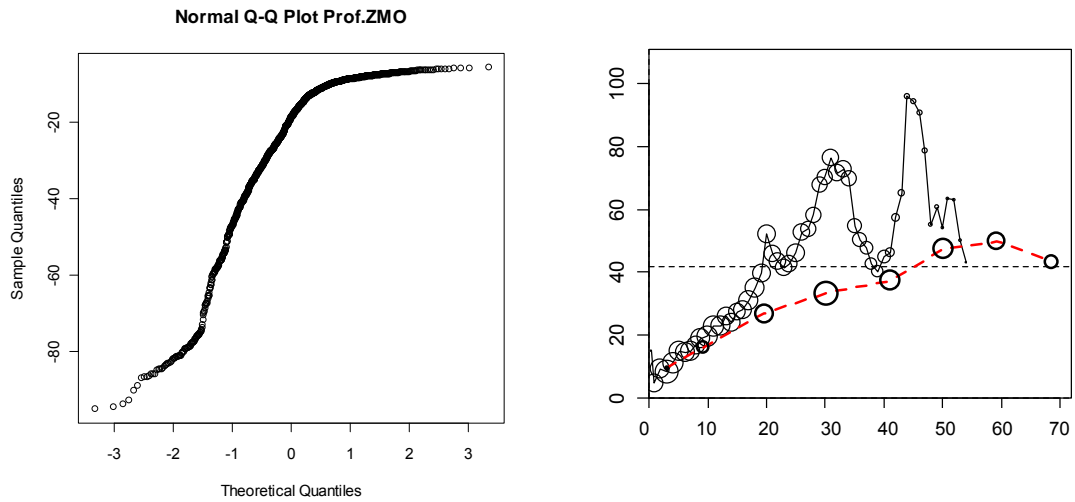 Normal Q-Q Plot Prof.ZMO
Sample Quantiles
-20
-40
-60
-80
-3 -2 -1 0 1 2 3
Theoretical Quantiles
100
80
60
40
20
0
0 10 20 30 40 50 60 70